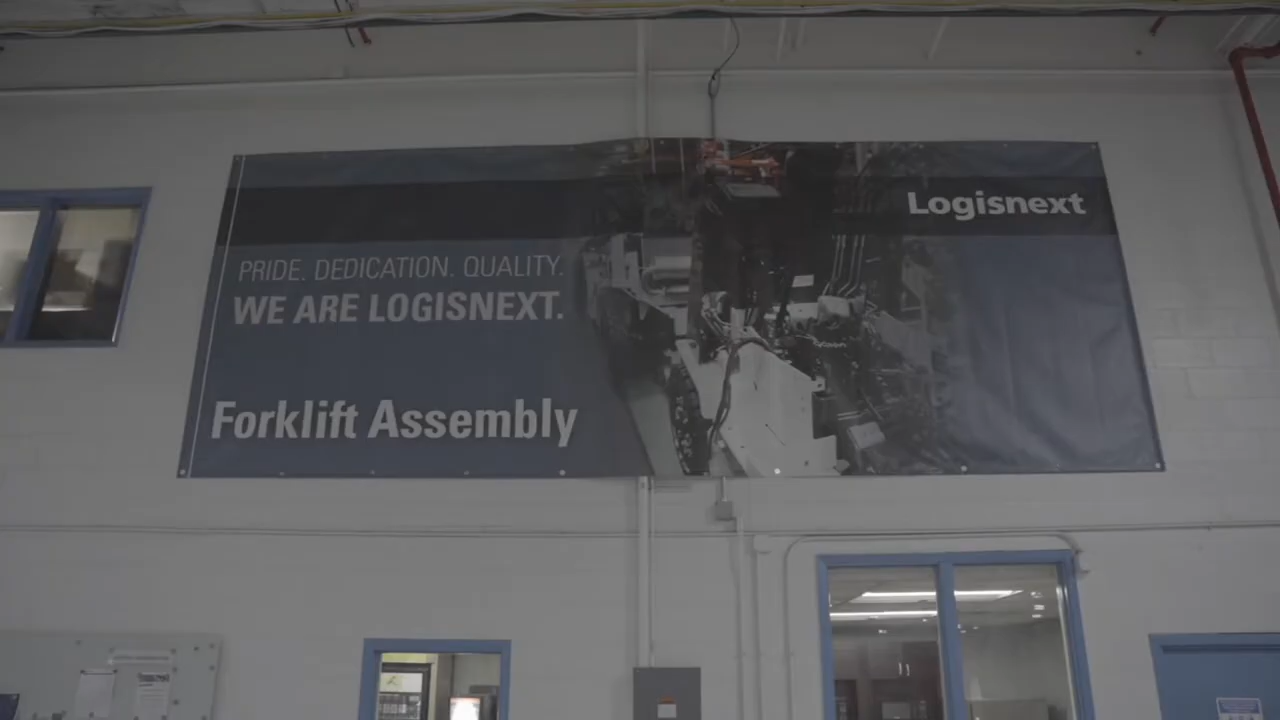 Logisnext
PRIDE. DEDICATION. QUALITY.
WE ARE LOGISNEXT.
Forklift Assembly